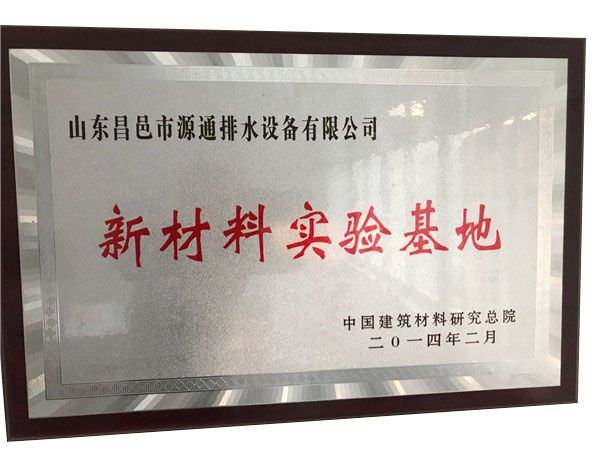 山东昌邑市源通排水设备有限公司
新材料实验基地
中国建筑材料研究总院
二〇一四年二月